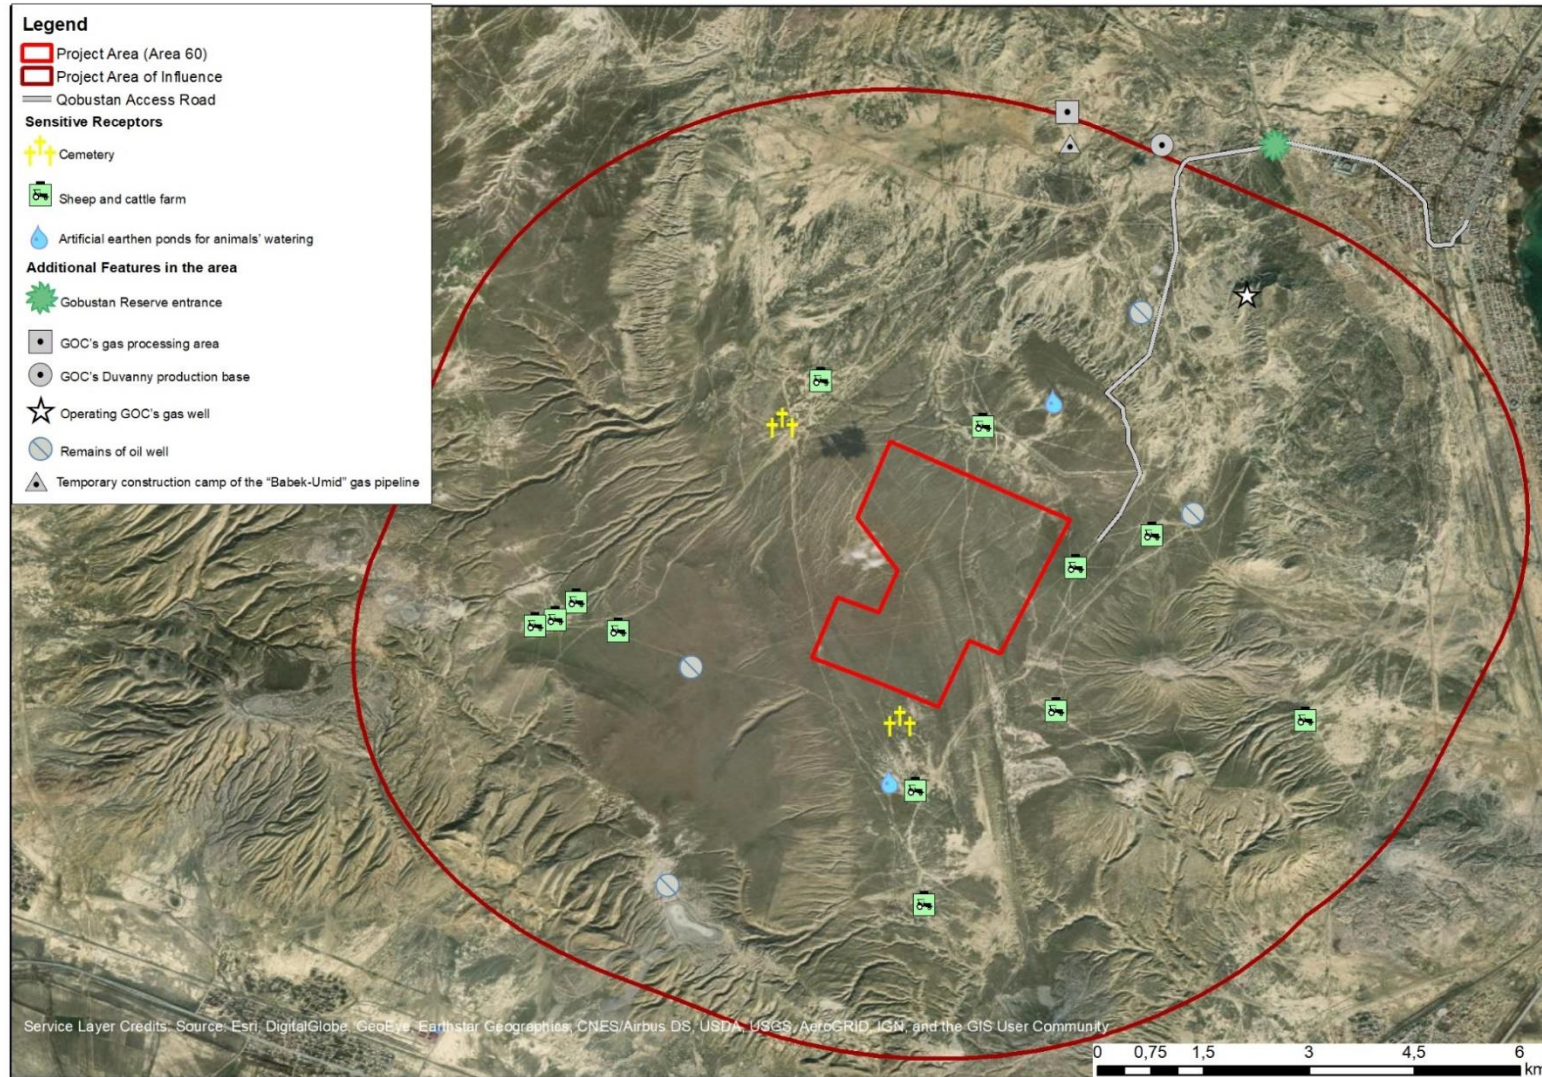 Legend
Project Area (Area 60)
Project Area of Influence
Qobustan Access Road
Sensitive Receptors
Cemetery
Sheep and cattle farm
Artificial earthen ponds for animals' watering
Additional Features in the area
Gobustan Reserve entrance
GOC's gas processing area
GOC's Duvanny production base
Operating GOC's gas well
Remains of oil well
Temporary construction camp of the "Babek-Umid" gas pipeline
Service Layer Credits: Source: Esri, DigitalGlobe, GeoEye, Earthstar Geographics, CNES/Airbus DS, USDA, USGS, AeroGRID, IGN, and the GIS User Community
0 0,75 1,5 3 4,5 6
km